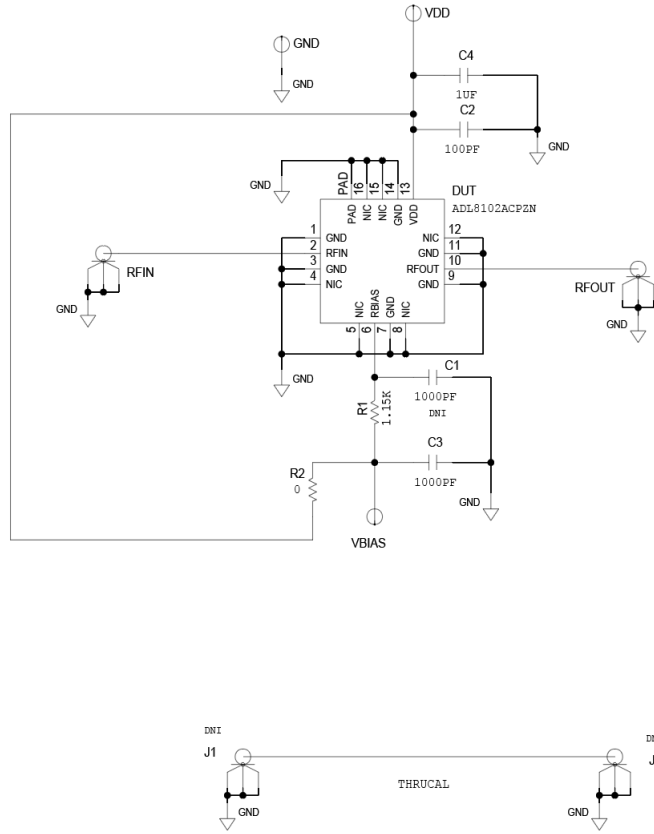 VDD
GND
GND
C4
1UF
C2
100PF
GND
GND
PAD
16
15
14
13
PAD
NIC
NIC
GND
VDD
DUT
ADL8102ACPZN
1
GND
2
RFIN
3
GND
4
NIC
12
NIC
11
GND
10
RFOUT
9
GND
RFIN
GND
RFOUT
GND
NIC
RBIAS
GND
NIC
5
6
7
8
GND
C1
1000PF
DNI
R1
1.15K
C3
1000PF
R2
0
GND
VBIAS
DNI
J1
THRUCAL
GND
GND
J